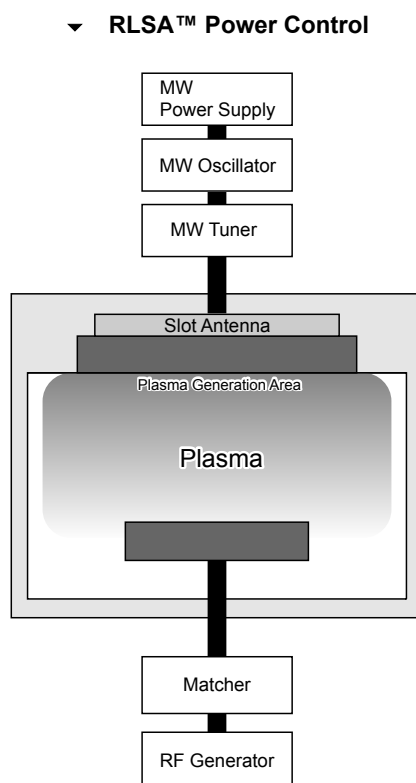 RLSA™ Power Control
MW
Power Supply
MW Oscillator
MW Tuner
Slot Antenna
Plasma Generation Area
Plasma
Matcher
RF Generator